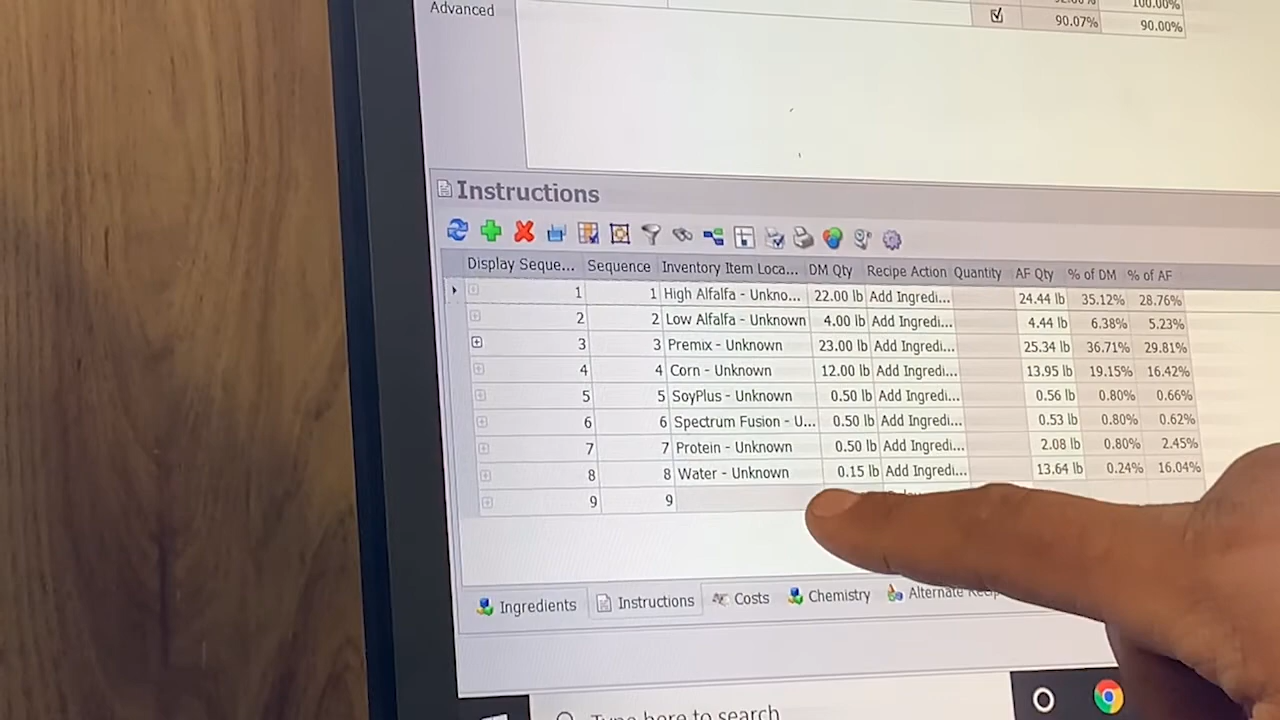 Advanced
92.00% 100.00%
90.07% 90.00%
Instructions
Display Seque... Sequence Inventory Item Loca... DM Qty Recipe Action Quantity AF Qty % of DM % of AF
1 1 High Alfalfa - Unkno... 22.00 lb Add Ingredi... 24.44 lb 35.12% 28.76%
2 2 Low Alfalfa - Unknown 4.00 lb Add Ingredi... 4.44 lb 6.38% 5.23%
3 3 Premix - Unknown 23.00 lb Add Ingredi... 25.34 lb 36.71% 29.81%
4 4 Corn - Unknown 12.00 lb Add Ingredi... 13.95 lb 19.15% 16.42%
5 5 SoyPlus - Unknown 0.50 lb Add Ingredi... 0.56 lb 0.80% 0.66%
6 6 Spectrum Fusion - U... 0.50 lb Add Ingredi... 0.53 lb 0.80% 0.62%
7 7 Protein - Unknown 0.50 lb Add Ingredi... 2.08 lb 0.80% 2.45%
8 8 Water - Unknown 0.15 lb Add Ingredi... 13.64 lb 0.24% 16.04%
9 9
Ingredients Instructions Costs Chemistry Alternate
Type here to search